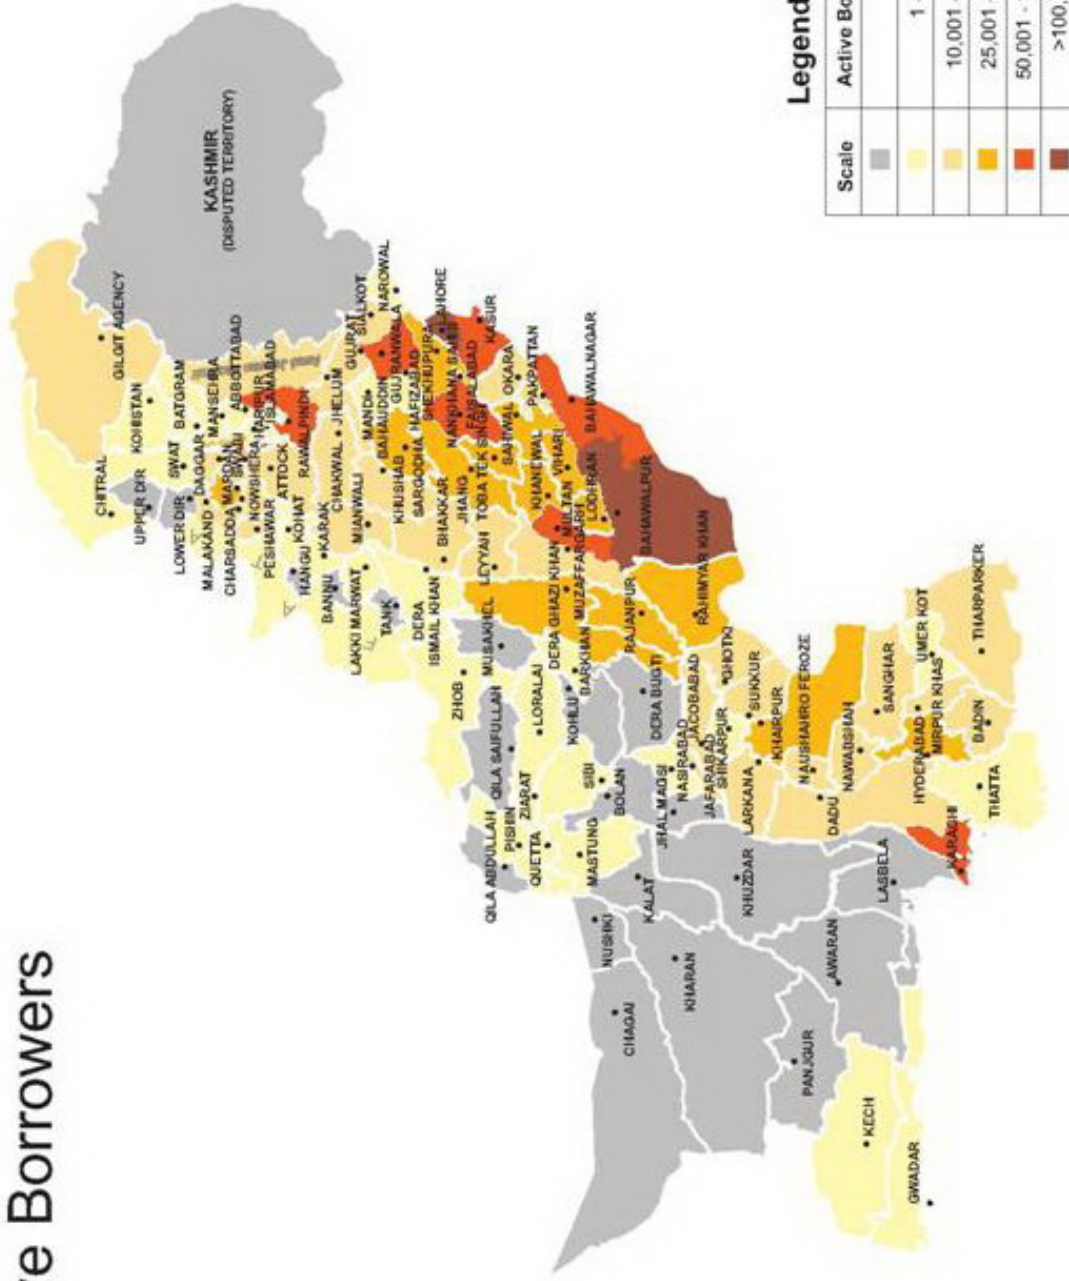 e Borrowers
KASHMIR
(DISPUTED TERRITORY)
GILGIT AGENCY
CHITRAL
KOHISTAN
UPPER DIR
SWAT
BATGRAM
LOWER DIR
DAGGAR
MANSEHRA
MALAKAND
MARDAN
ABBOTTABAD
CHARSADDA
SWABI
HARIPUR
NOWSHERA
ISLAMABAD
PESHAWAR
ATTOCK
RAWALPINDI
KOHAT
HANGU
KARAK
CHAKWAL
JHELUM
BANNU
MIANWALI
GUJRAT
SIALKOT
NAROWAL
LAKKI MARWAT
MANDI
BAHAUDDIN
GUJRANWALA
TANK
KHUSHAB
HAFIZABAD
SARGODHA
SHEKHUPURA
LAHORE
DERA
ISMAIL KHAN
BHAKKAR
NANKHANA SAHIB
JHANG
FAISALABAD
KASUR
TOBA TEK SINGH
OKARA
LEYYAH
SAHIWAL
PAKPATTAN
ZHOB
MUSAKHEL
KHANEWAL
VIHARI
DERA GHAZI KHAN
MULTAN
MUZAFFARGARH
LODHRAN
BAHAWALNAGAR
QILA SAIFULLAH
LORALAI
BARKHAN
RAJANPUR
BAHAWALPUR
QILA ABDULLAH
PISHIN
ZIARAT
KOHLU
DERA BUGTI
RAHIMYAR KHAN
QUETTA
SIBI
MASTUNG
BOLAN
NASIRABAD
JACOBABAD
GHOTKI
JHAL MAGSI
JAFARABAD
SHIKARPUR
SUKKUR
NUSHKI
KALAT
LARKANA
KHAIRPUR
CHAGAI
KHARAN
KHUZDAR
NAUSHAHRO FEROZE
DADU
NAWABSHAH
SANGHAR
PANJGUR
AWARAN
LASBELA
HYDERABAD
MIRPUR KHAS
UMER KOT
KECH
KARACHI
THATTA
BADIN
THARPARKER
GWADAR
Legend
Scale Active Bo
1 -
10,001 -
25,001 -
50,001 -
>100,